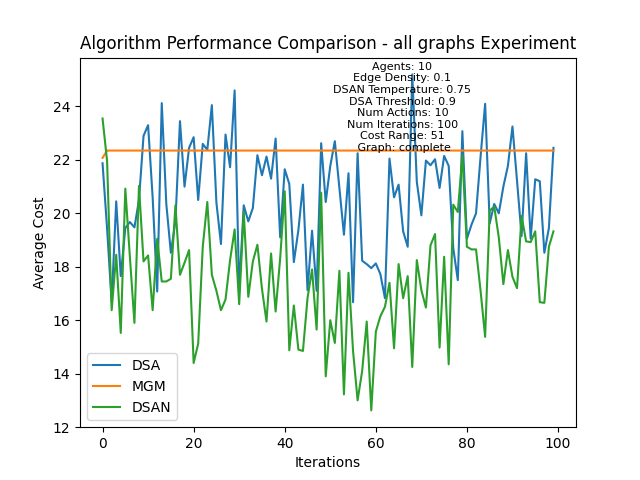 Algorithm Performance Comparison - all graphs Experiment
Agents: 10
Edge Density: 0.1
DSAN Temperature: 0.75
DSA Threshold: 0.9
Num Actions: 10
Num Iterations: 100
Cost Range: 51
Graph: complete
Average Cost
24
22
20
18
16
14
12
DSA
MGM
DSAN
0
20
40
60
80
100
Iterations